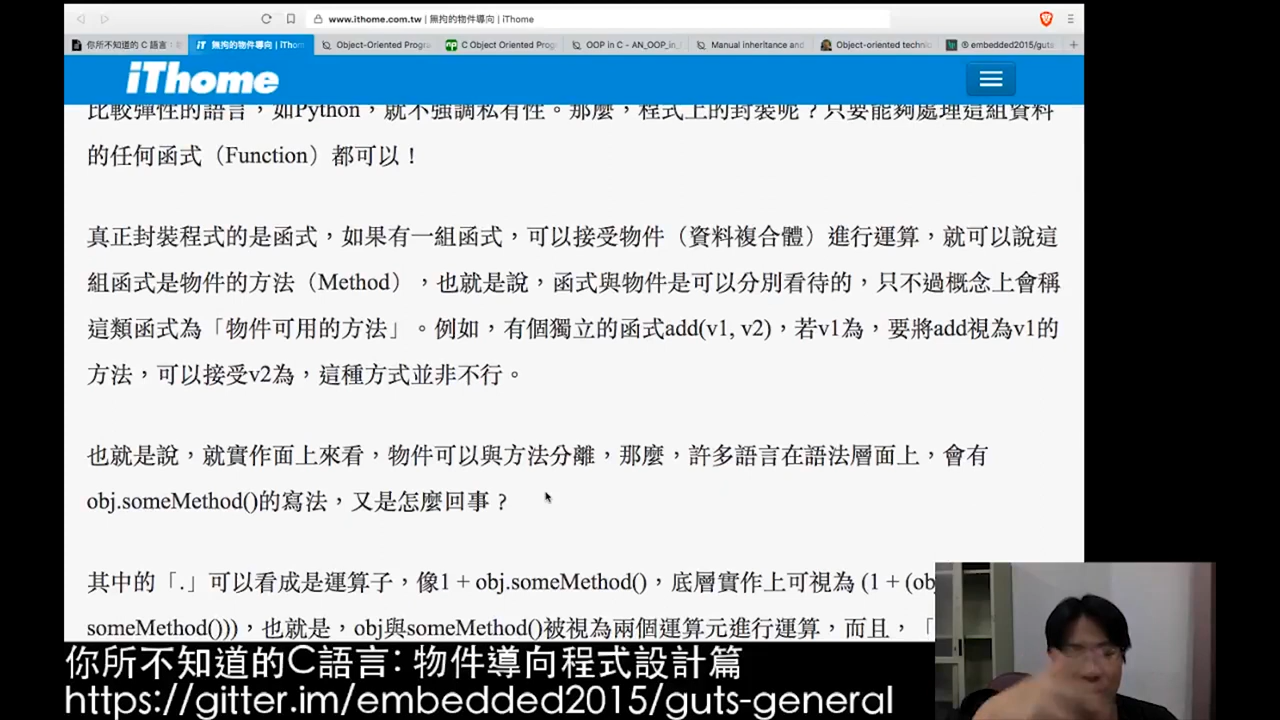 www.ithome.com.tw | 無拘的物件導向 | iThome
你所不知道的 C 語言：
iT 無拘的物件導向 | iThom
Object-Oriented Progra
C Object Oriented Prog
OOP in C – AN_OOP_in_
Manual inheritance and
Object-oriented techni
embedded2015/guts
iThome
比較彈性的語言，如Python，就不強調私有性。那麼，程式上的封裝呢？只要能夠處理這組資料
的任何函式（Function）都可以！
真正封裝程式的是函式，如果有一組函式，可以接受物件（資料複合體）進行運算，就可以說這
組函式是物件的方法（Method），也就是說，函式與物件是可以分別看待的，只不過概念上會稱
這類函式為「物件可用的方法」。例如，有個獨立的函式add(v1, v2)，若v1為，要將add視為v1的
方法，可以接受v2為，這種方式並非不行。
也就是說，就實作面上來看，物件可以與方法分離，那麼，許多語言在語法層面上，會有
obj.someMethod()的寫法，又是怎麼回事？
其中的「.」可以看成是運算子，像1 + obj.someMethod()，底層實作上可視為 (1 + (ob
someMethod()))，也就是，obj與someMethod()被視為兩個運算元進行運算，而且，「
你所不知道的C語言: 物件導向程式設計篇
https://gitter.im/embedded2015/guts-general